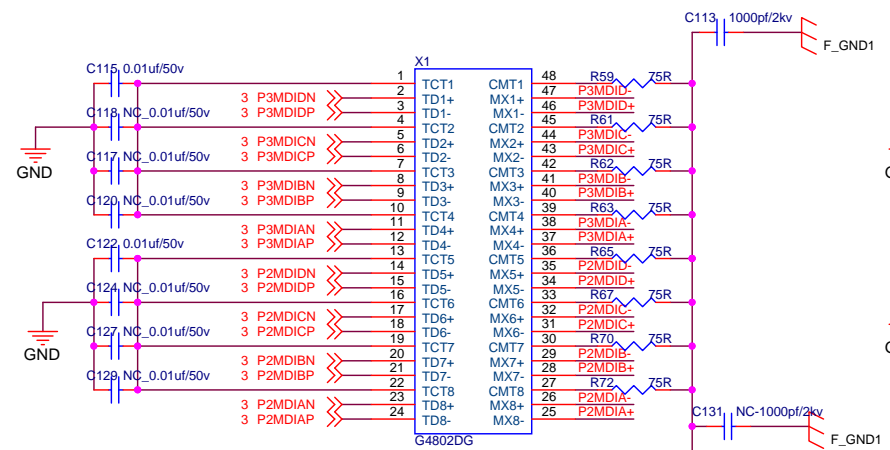 C113 1000pf/2kv
F_GND1
X1
C115 0.01uf/50v 1 TCT1 CMT1 48 R59 75R
3 P3MDIDN 2 TD1+ MX1+ 47 P3MDID-
3 P3MDIDP 3 TD1- MX1- 46 P3MDID+
C118 NC_0.01uf/50v 4 TCT2 CMT2 45 R61 75R
3 P3MDICN 5 TD2+ MX2+ 44 P3MDIC-
3 P3MDICP 6 TD2- MX2- 43 P3MDIC+
GND
C117 NC_0.01uf/50v 7 TCT3 CMT3 42 R62 75R
3 P3MDIBN 8 TD3+ MX3+ 41 P3MDIB-
3 P3MDIBP 9 TD3- MX3- 40 P3MDIB+
C120 NC_0.01uf/50v 10 TCT4 CMT4 39 R63 75R
3 P3MDIAN 11 TD4+ MX4+ 38 P3MDIA-
3 P3MDIAP 12 TD4- MX4- 37 P3MDIA+
C122 0.01uf/50v 13 TCT5 CMT5 36 R65 75R
3 P2MDIDN 14 TD5+ MX5+ 35 P2MDID-
3 P2MDIDP 15 TD5- MX5- 34 P2MDID+
C124 NC_0.01uf/50v 16 TCT6 CMT6 33 R67 75R
3 P2MDICN 17 TD6+ MX6+ 32 P2MDIC-
3 P2MDICP 18 TD6- MX6- 31 P2MDIC+
GND
C127 NC_0.01uf/50v 19 TCT7 CMT7 30 R70 75R
3 P2MDIBN 20 TD7+ MX7+ 29 P2MDIB-
3 P2MDIBP 21 TD7- MX7- 28 P2MDIB+
C129 NC_0.01uf/50v 22 TCT8 CMT8 27 R72 75R
3 P2MDIAN 23 TD8+ MX8+ 26 P2MDIA-
3 P2MDIAP 24 TD8- MX8- 25 P2MDIA+
C131 NC-1000pf/2kv
F_GND1
G4802DG